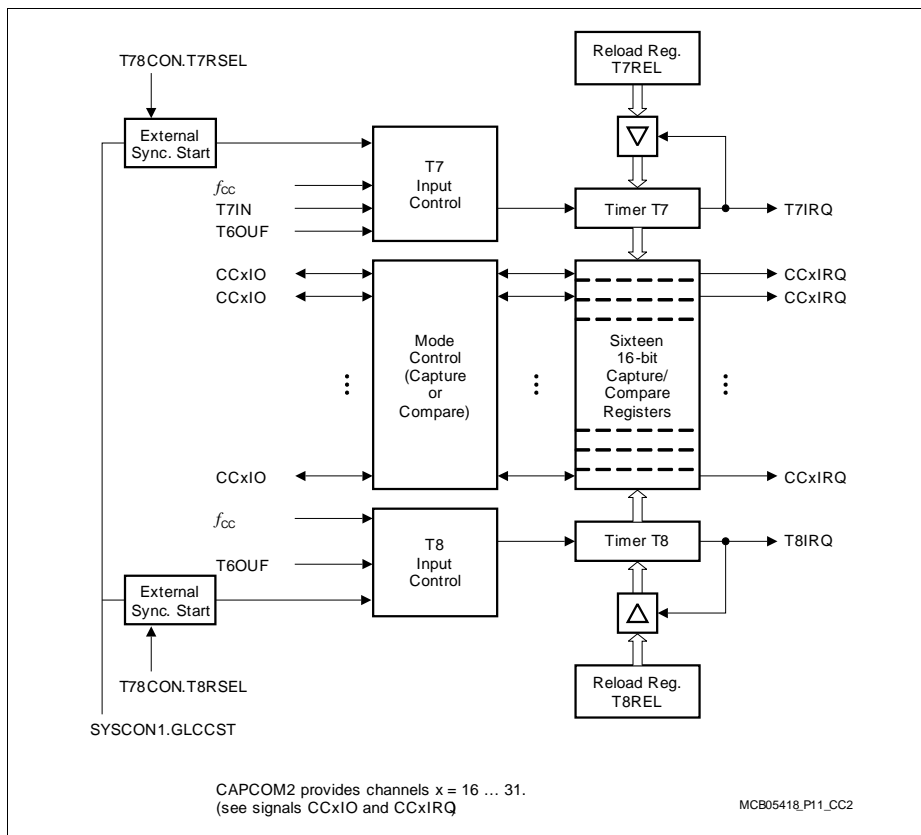 T78CON.T7RSEL
Reload Reg.
T7REL
External
Sync. Start
T7
Input
Control
fCC
T7IN
T6OUF
Timer T7
T7IRQ
CCxIO
CCxIO
CCxIRQ
CCxIRQ
Mode
Control
(Capture
or
Compare)
Sixteen
16-bit
Capture/
Compare
Registers
CCxIO
CCxIRQ
fCC
T6OUF
T8
Input
Control
Timer T8
T8IRQ
External
Sync. Start
T78CON.T8RSEL
Reload Reg.
T8REL
SYSCON1.GLCCST
CAPCOM2 provides channels x = 16 … 31.
(see signals CCxIO and CCxIRQ)
MCB05418_P11_CC2